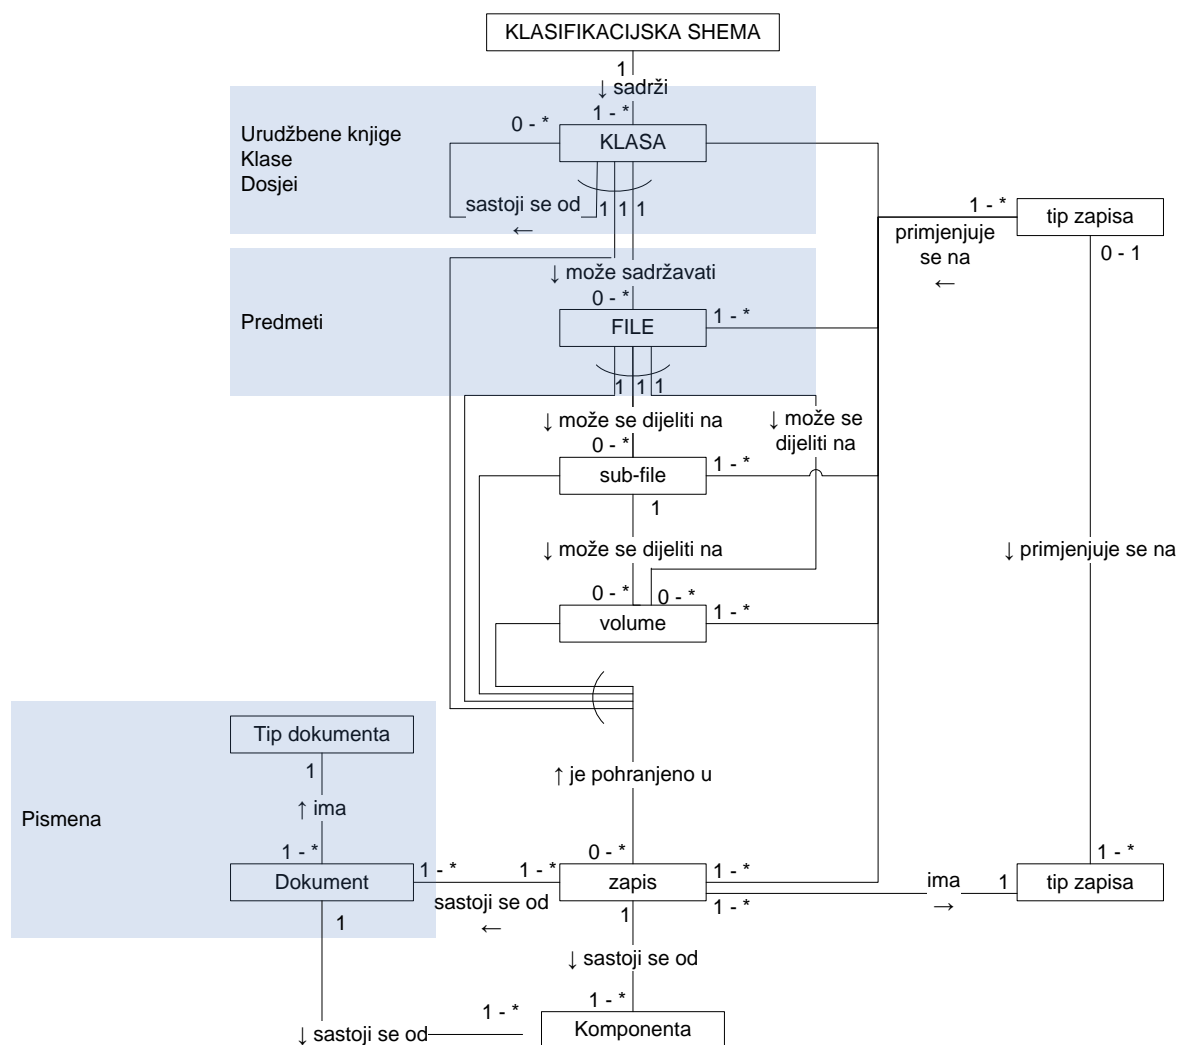 KLASIFIKACIJSKA SHEMA
1
↓ sadrži
1 - *
0 - *
Urudžbene knjige
Klase
Dosjei
KLASA
sastoji se od
←
1 1 1
1 - *
tip zapisa
primjenjuje
se na
←
0 - 1
↓ može sadržavati
0 - *
Predmeti
FILE
1 - *
1 1 1
↓ može se dijeliti na
↓ može se
dijeliti na
0 - *
sub-file
1 - *
1
↓ može se dijeliti na
↓ primjenjuje se na
0 - *
0 - *
volume
1 - *
Tip dokumenta
1
↑ je pohranjeno u
↑ ima
Pismena
1 - *
0 - *
1 - *
Dokument
1 - *
1 - *
zapis
1 - *
ima
→
1
tip zapisa
sastoji se od
←
1 - *
1
1
↓ sastoji se od
1 - *
1 - *
↓ sastoji se od
Komponenta